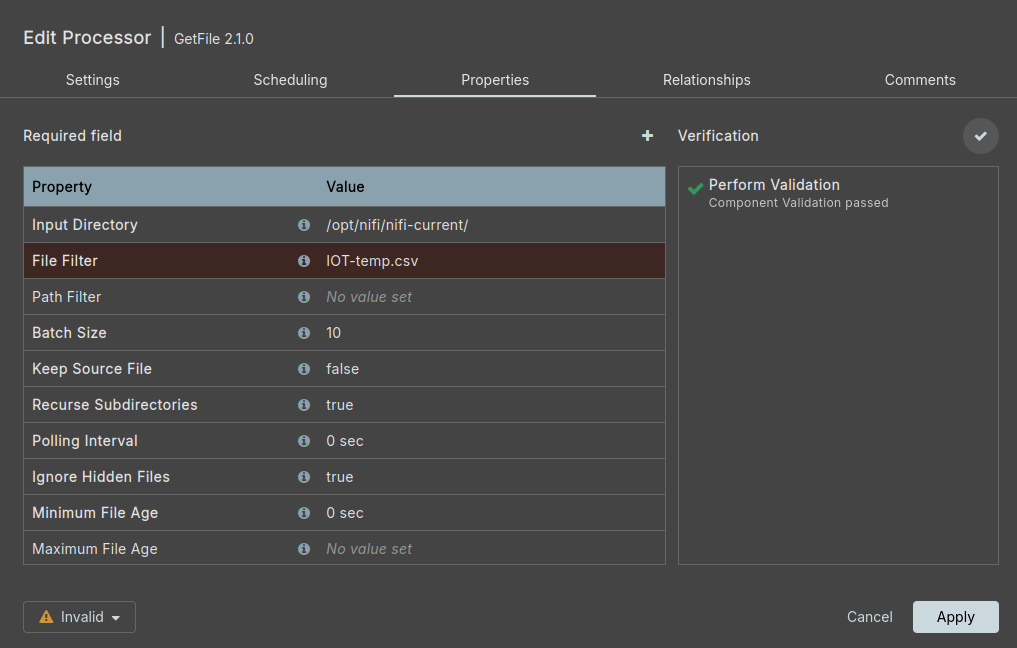 Edit Processor | GetFile 2.1.0
Settings Scheduling Properties Relationships Comments
Required field
Property Value
Input Directory /opt/nifi/nifi-current/
File Filter IOT-temp.csv
Path Filter No value set
Batch Size 10
Keep Source File false
Recurse Subdirectories true
Polling Interval 0 sec
Ignore Hidden Files true
Minimum File Age 0 sec
Maximum File Age No value set
Verification
Perform Validation
Component Validation passed
Invalid
Cancel Apply